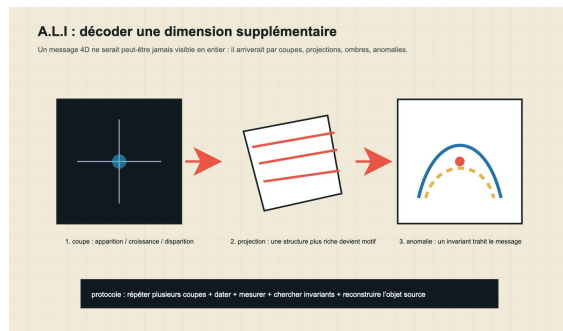 A.L.I : décoder une dimension supplémentaire
Un message 4D ne serait peut-être jamais visible en entier : il arriverait par coupes, projections, ombres, anomalies.
1. coupe : apparition / croissance / disparition
2. projection : une structure plus riche devient motif
3. anomalie : un invariant trahit le message
protocole : répéter plusieurs coupes + dater + mesurer + chercher invariants + reconstruire l'objet source